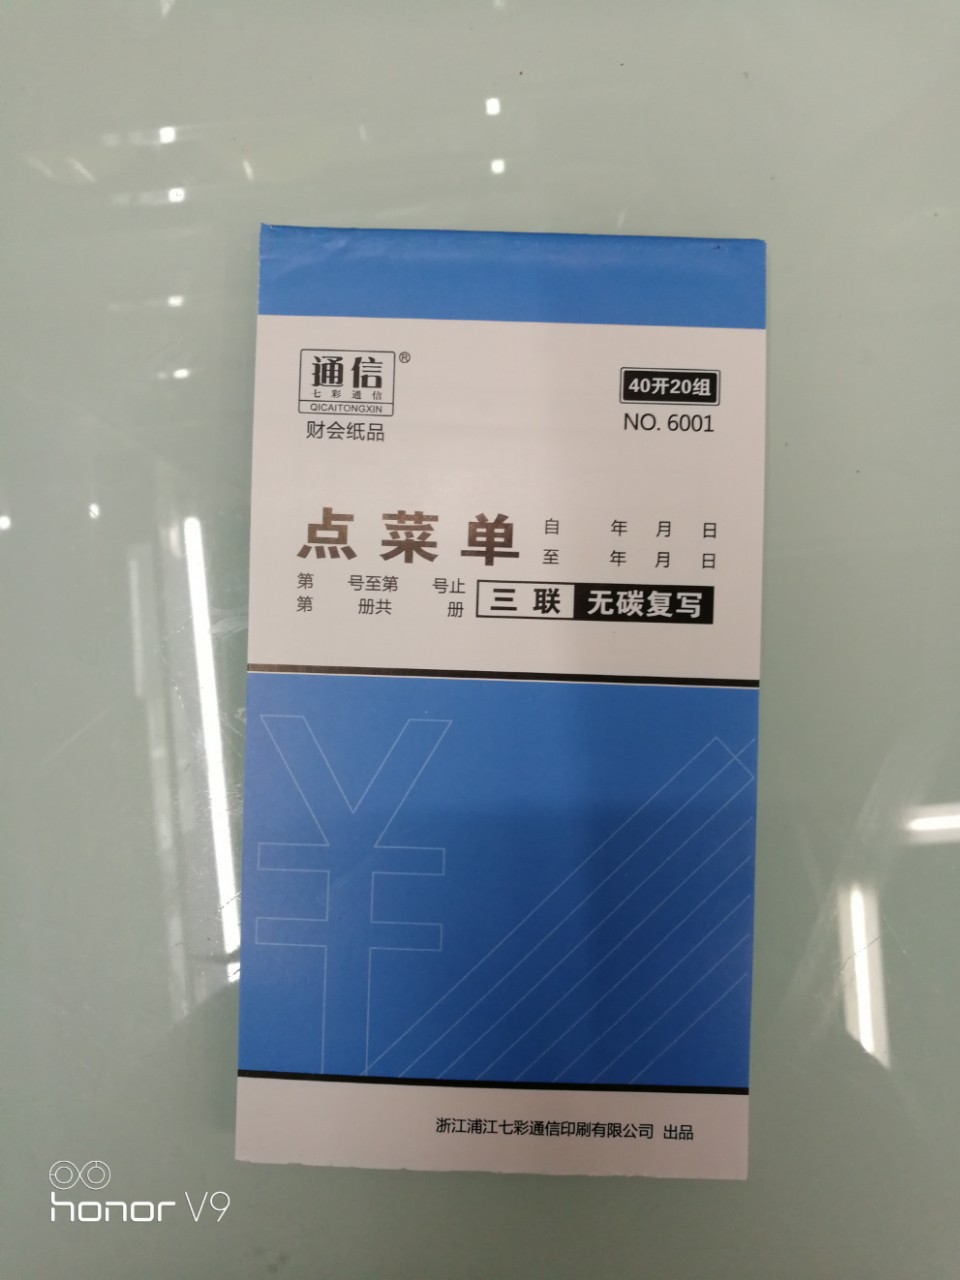 通信®
七彩通信
QICAITONGXIN
财会纸品
40开20组
NO. 6001
点菜单
自 年 月 日
至 年 月 日
第 号至第 号止
第 册共 册
三联 无碳复写
¥
浙江浦江七彩通信印刷有限公司 出品
honor V9